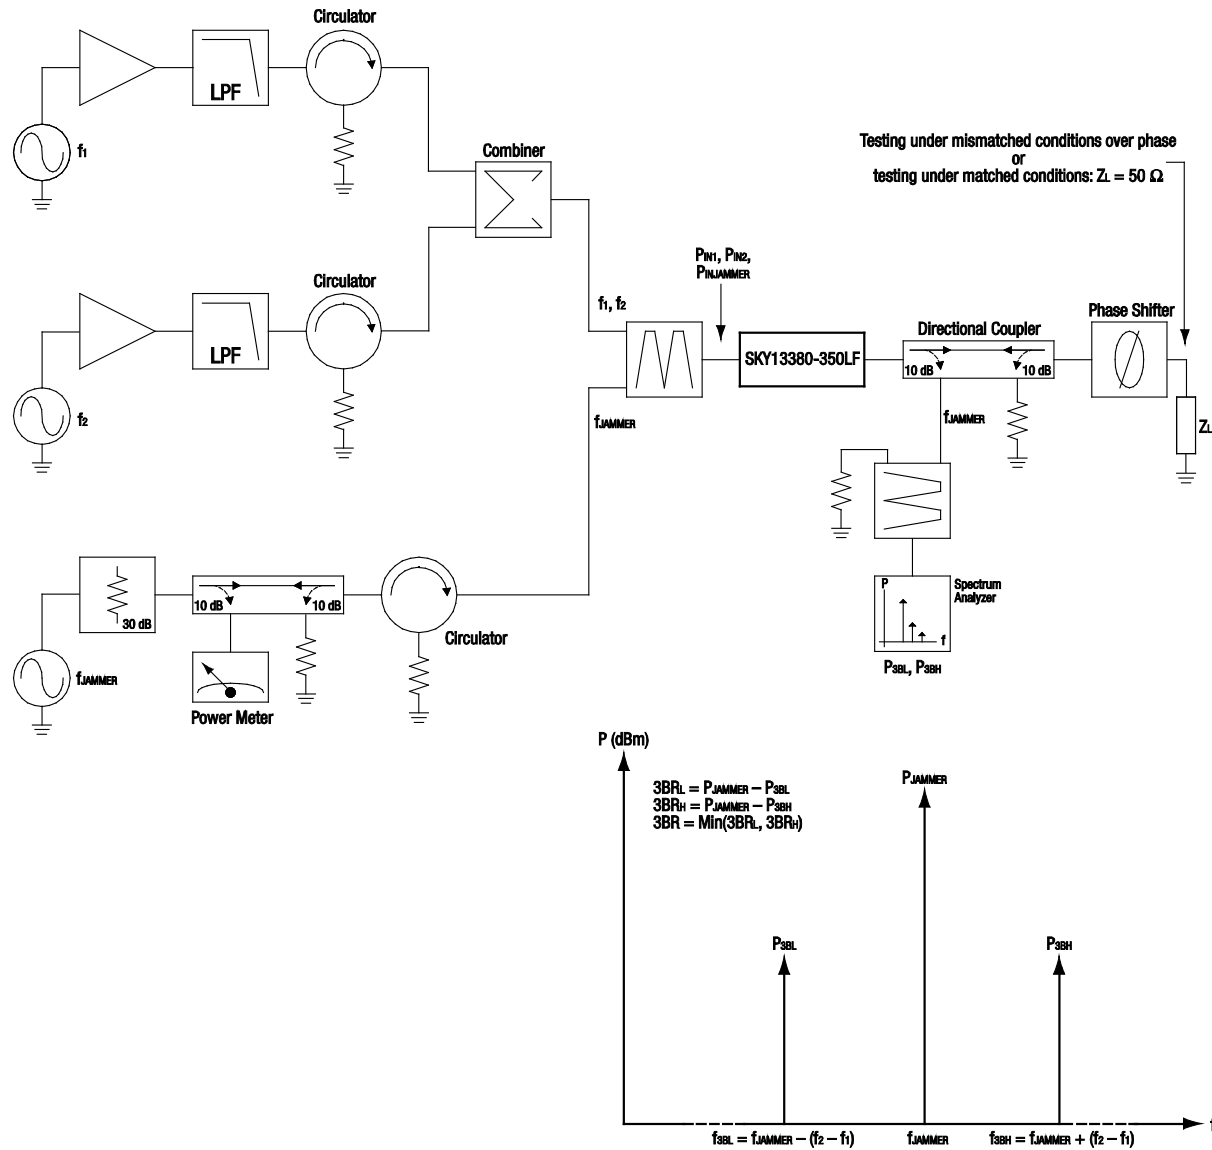 Circulator
LPF
f1
Combiner
Testing under mismatched conditions over phase
or
testing under matched conditions: ZL = 50 Ω
Circulator
LPF
f2
PIN1, PIN2,
PINJAMMER
f1, f2
SKY13380-350LF
Directional Coupler
10 dB
10 dB
Phase Shifter
fJAMMER
fJAMMER
ZL
30 dB
10 dB
10 dB
Circulator
fJAMMER
Power Meter
P
f
Spectrum
Analyzer
P3BL, P3BH
P (dBm)
3BRL = PJAMMER – P3BL
3BRH = PJAMMER – P3BH
3BR = Min(3BRL, 3BRH)
PJAMMER
P3BL
P3BH
f3BL = fJAMMER – (f2 – f1)
fJAMMER
f3BH = fJAMMER + (f2 – f1)